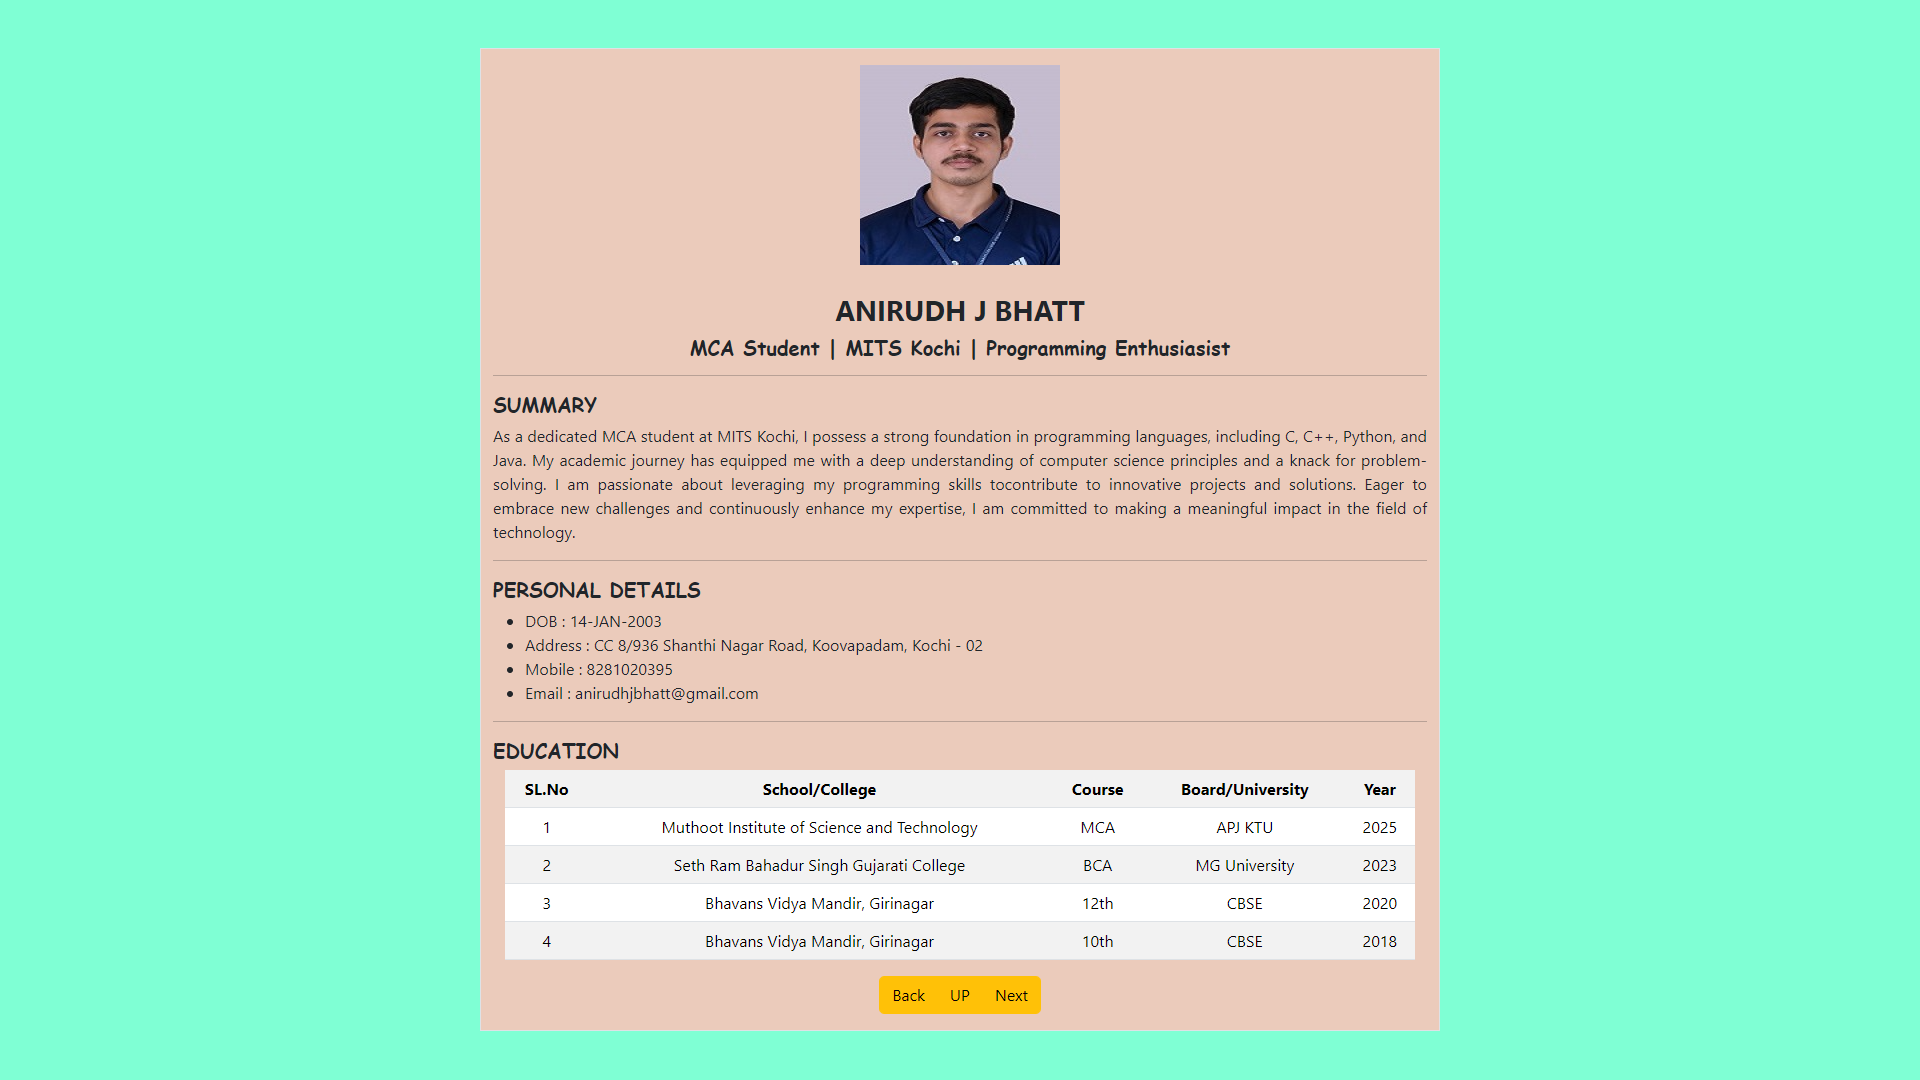 ANIRUDH J BHATT
MCA Student | MITS Kochi | Programming Enthusiasist
SUMMARY
As a dedicated MCA student at MITS Kochi, I possess a strong foundation in programming languages, including C, C++, Python, and
Java. My academic journey has equipped me with a deep understanding of computer science principles and a knack for problem-
solving. I am passionate about leveraging my programming skills tocontribute to innovative projects and solutions. Eager to
embrace new challenges and continuously enhance my expertise, I am committed to making a meaningful impact in the field of
technology.
PERSONAL DETAILS
• DOB : 14-JAN-2003
• Address : CC 8/936 Shanthi Nagar Road, Koovapadam, Kochi - 02
• Mobile : 8281020395
• Email : anirudhjbhatt@gmail.com
EDUCATION
SL.No School/College Course Board/University Year
1 Muthoot Institute of Science and Technology MCA APJ KTU 2025
2 Seth Ram Bahadur Singh Gujarati College BCA MG University 2023
3 Bhavans Vidya Mandir, Girinagar 12th CBSE 2020
4 Bhavans Vidya Mandir, Girinagar 10th CBSE 2018
Back UP Next